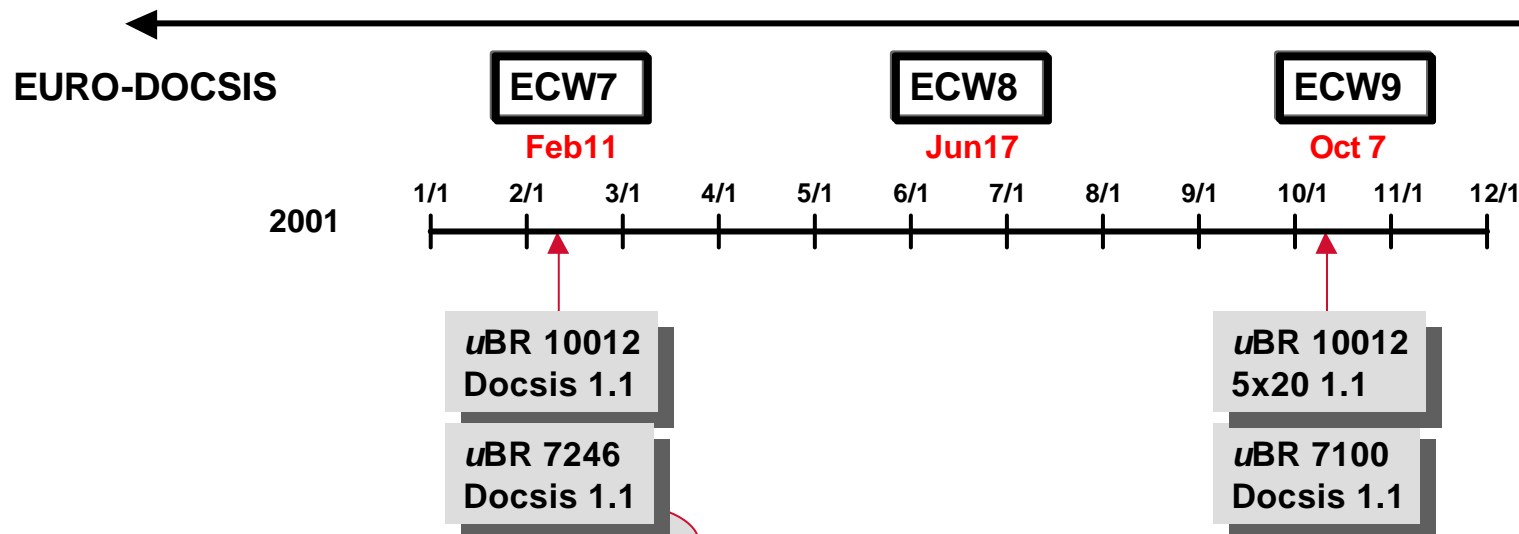 EURO-DOCSIS
ECW7 ECW8 ECW9
Feb11 Jun17 Oct 7
1/1 2/1 3/1 4/1 5/1 6/1 7/1 8/1 9/1 10/1 11/1 12/1
2001
uBR 10012
Docsis 1.1
uBR 7246
Docsis 1.1
uBR 10012
5x20 1.1
uBR 7100
Docsis 1.1